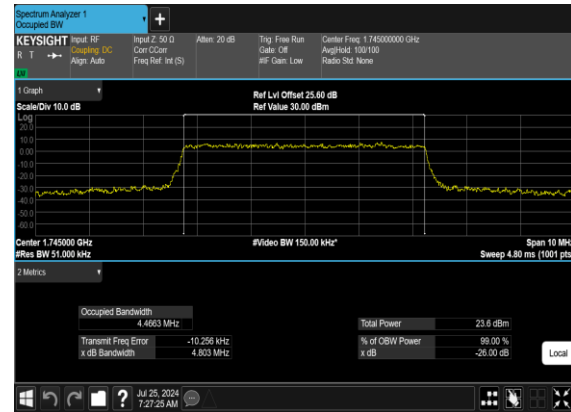 Spectrum Analyzer 1
Occupied BW
+
KEYSIGHT Input: RF Input Z: 50 Ω Atten: 20 dB Trig: Free Run Center Freq: 1.745000000 GHz
R T Coupling: DC Corr CCorr Gate: Off Avg|Hold: 100/100
Align: Auto Freq Ref: Int (S) #IF Gain: Low Radio Std: None
1 Graph
Ref Lvl Offset 25.60 dB
Scale/Div 10.0 dB Ref Value 30.00 dBm
Log
20.0
10.0
0.00
-10.0
-20.0
-30.0
-40.0
-50.0
-60.0
Center 1.745000 GHz #Video BW 150.00 kHz* Span 10 MHz
#Res BW 51.000 kHz Sweep 4.80 ms (1001 pts
2 Metrics
Occupied Bandwidth
4.4663 MHz Total Power 23.6 dBm
Transmit Freq Error -10.256 kHz % of OBW Power 99.00 %
x dB Bandwidth 4.803 MHz x dB -26.00 dB
Local
? Jul 25, 2024
7:27:25 AM